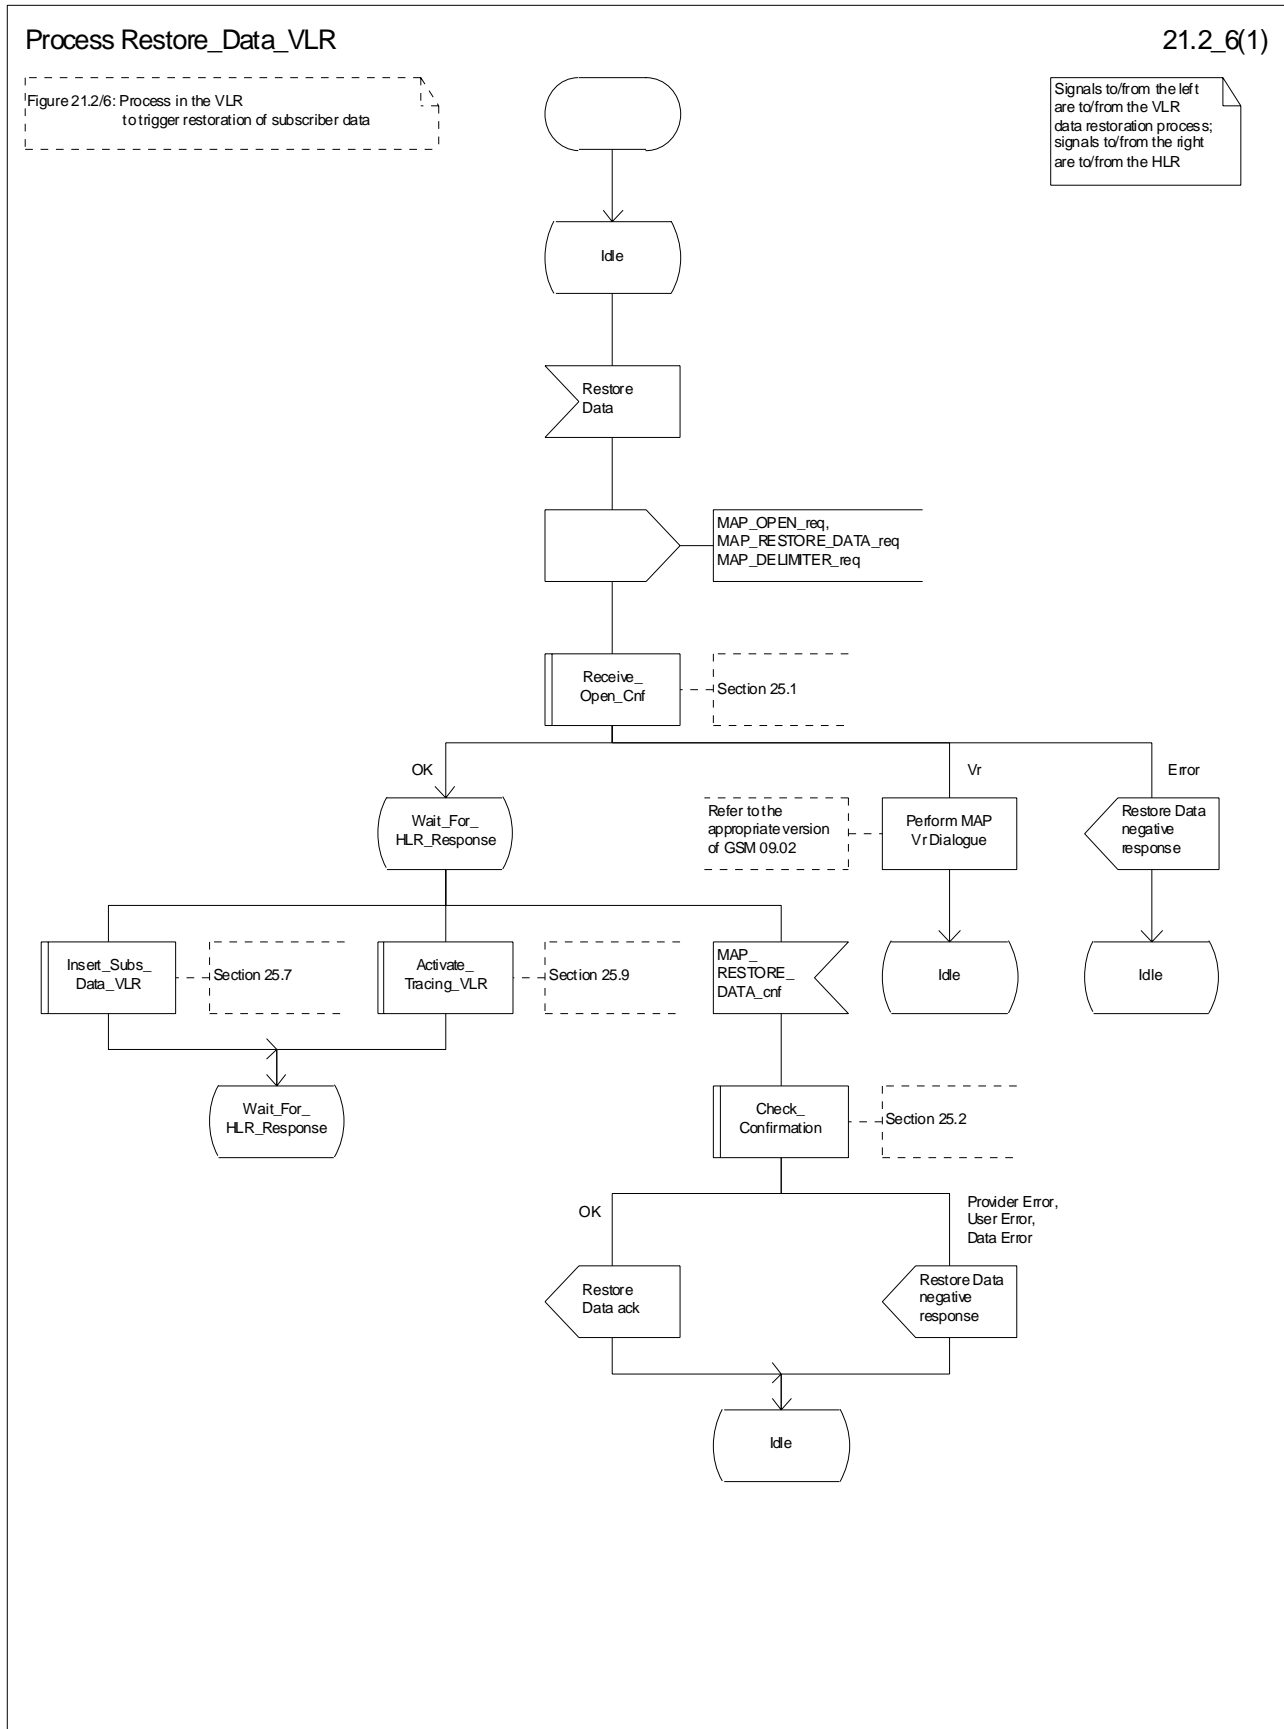 Process Restore_Data_VLR
21.2_6(1)
Figure 21.2/6: Process in the VLR
to trigger restoration of subscriber data
Signals to/from the left
are to/from the VLR
data restoration process;
signals to/from the right
are to/from the HLR
Idle
Restore
Data
MAP_OPEN_req,
MAP_RESTORE_DATA_req
MAP_DELIMITER_req
Receive_
Open_Cnf
Section 25.1
OK
Vr
Error
Wait_For_
HLR_Response
Refer to the
appropriate version
of GSM 09.02
Perform MAP
Vr Dialogue
Restore Data
negative
response
Insert_Subs_
Data_VLR
Section 25.7
Activate_
Tracing_VLR
Section 25.9
MAP_
RESTORE_
DATA_cnf
Idle
Idle
Wait_For_
HLR_Response
Check_
Confirmation
Section 25.2
OK
Provider Error,
User Error,
Data Error
Restore
Data ack
Restore Data
negative
response
Idle